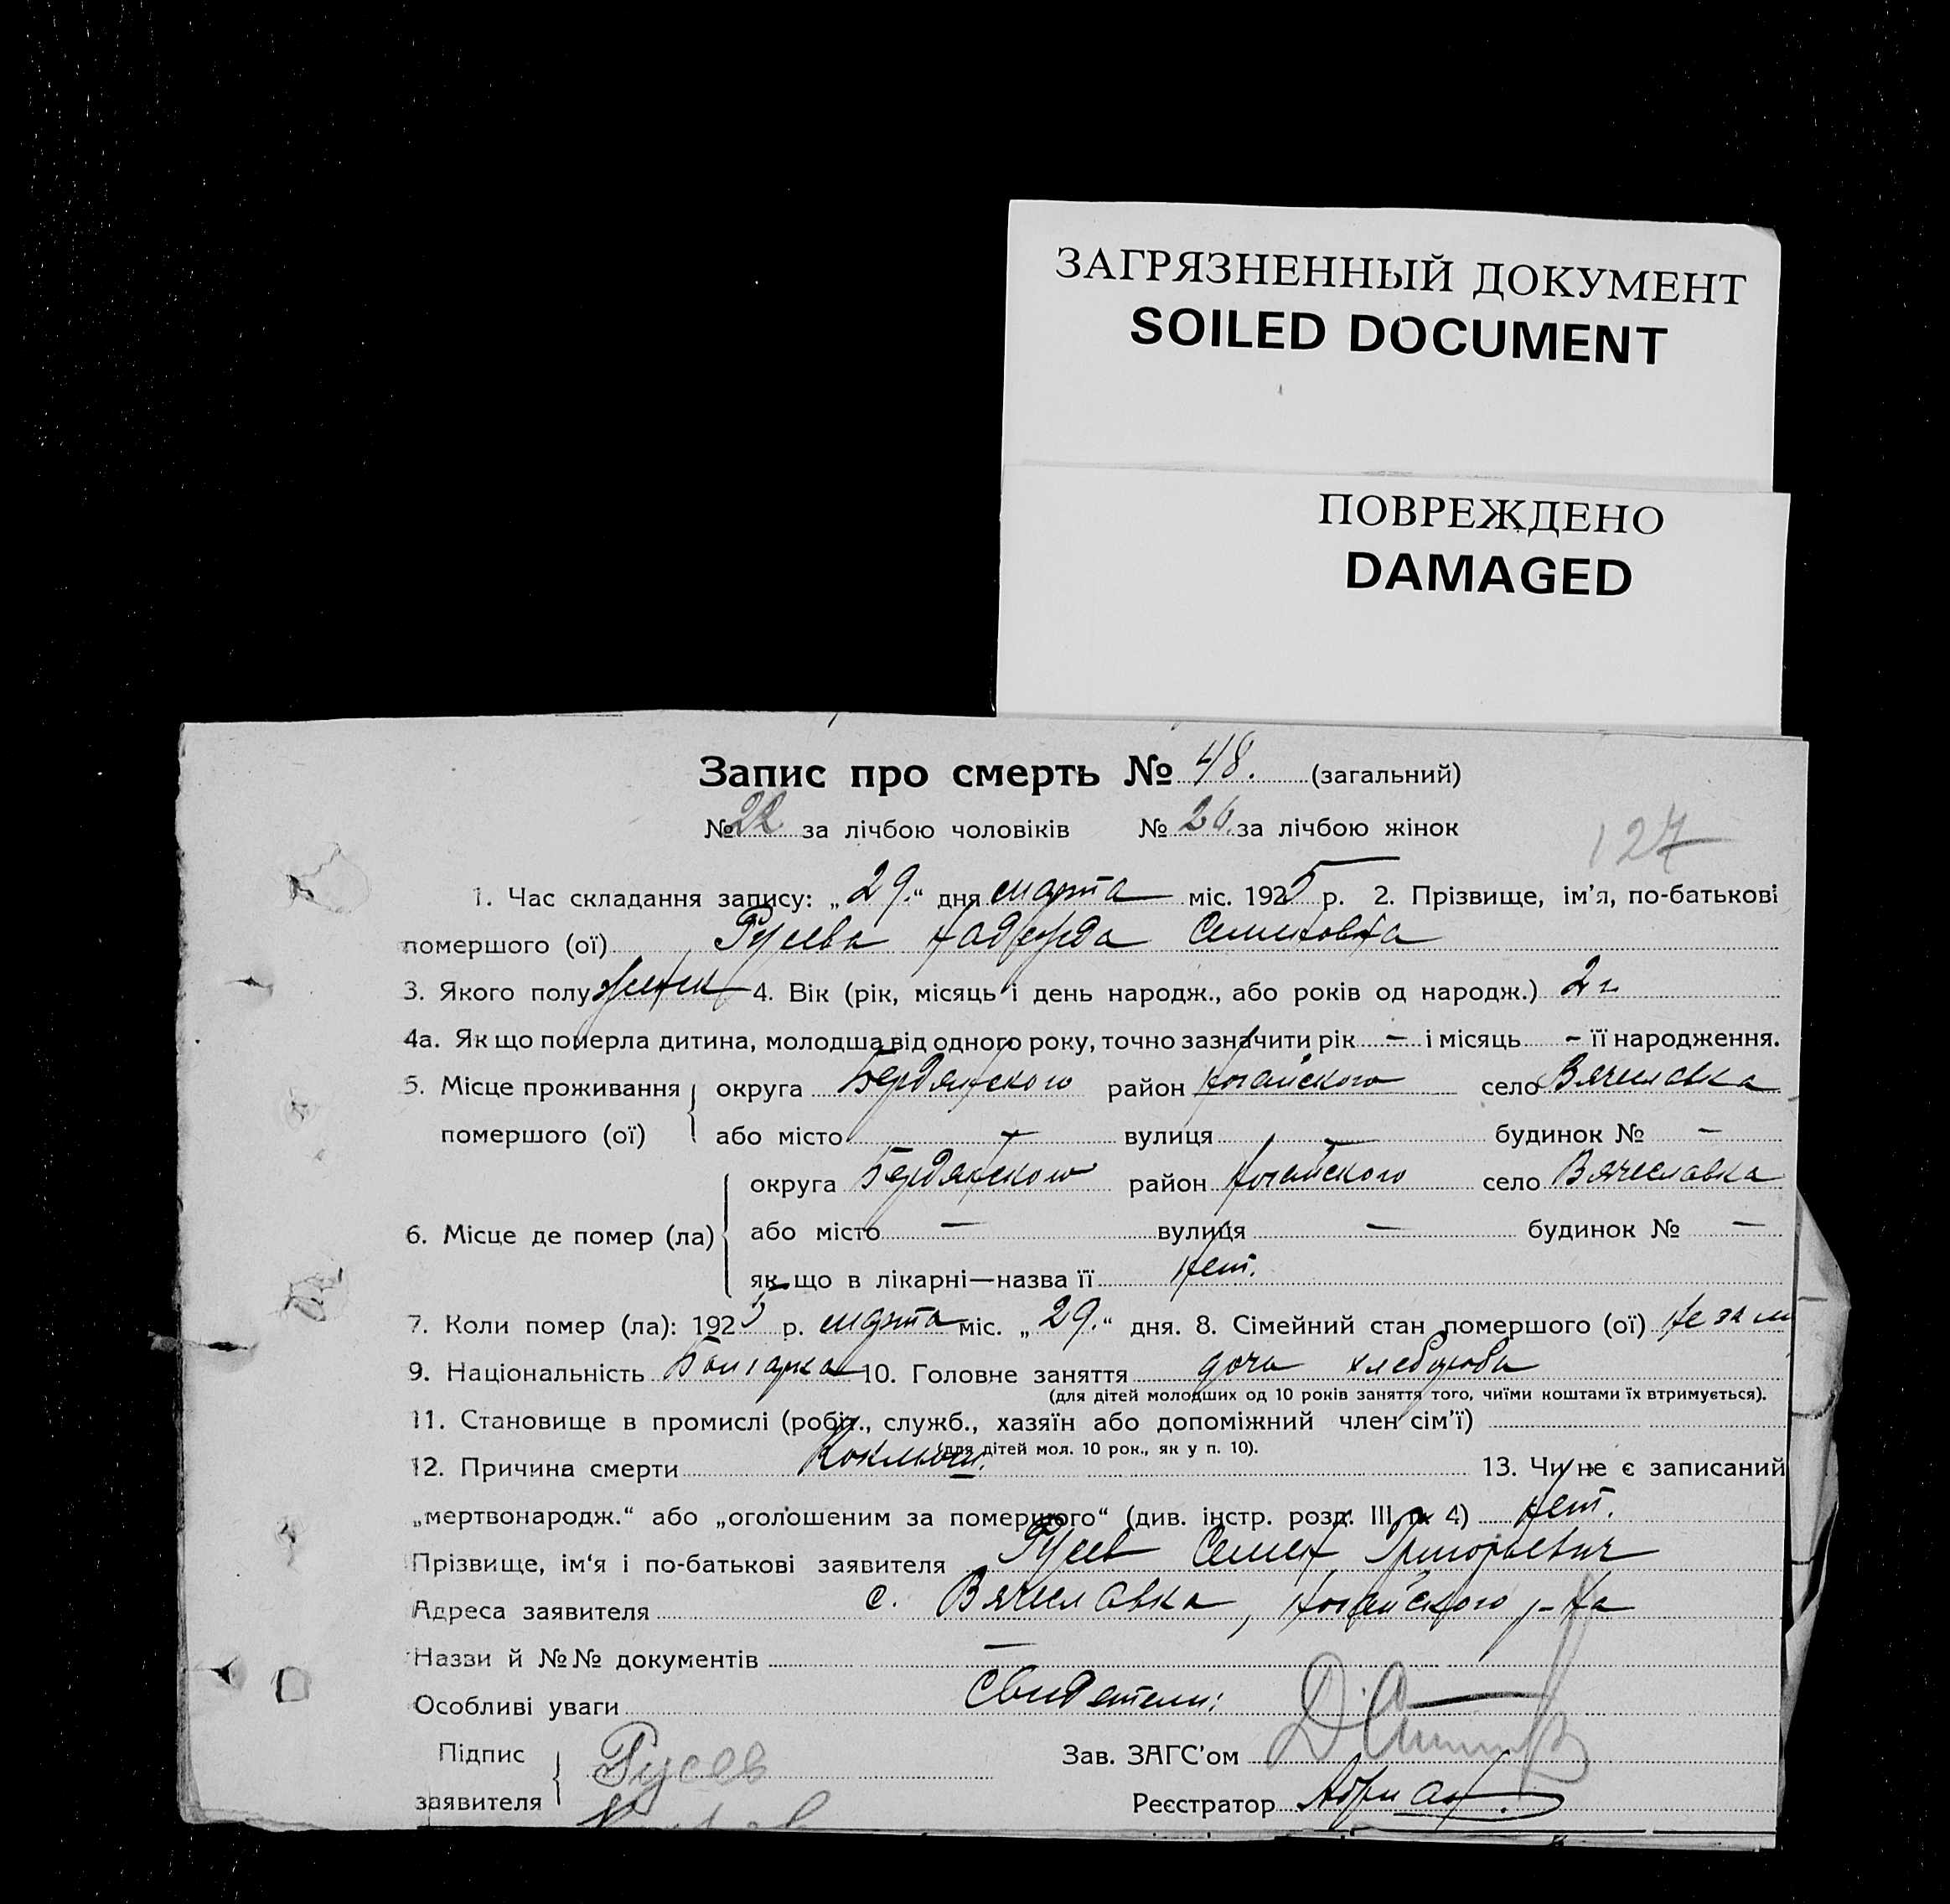 ЗАГРЯЗНЕННЫЙ ДОКУМЕНТ
SOILED DOCUMENT
ПОВРЕЖДЕНО
DAMAGED
Запис про смерть № 48. (загальний)
№ 22 за лічбою чоловіків № 26. за лічбою жінок
127
1. Час складання запису: „29.“ дня марта міс. 1925 р. 2. Прізвище, ім’я, по-батькові
помершого (ої) Русева Надежда Семеновна
3. Якого полу женск 4. Вік (рік, місяць і день народж., або років од народж.) 2 г.
4а. Як що померла дитина, молодша від одного року, точно зазначити рік — і місяць — її народження.
5. Місце проживання округа Бердянского район Ногайского село Вячеславка
помершого (ої) або місто — вулиця — будинок № —
округа Бердянского район Ногайского село Вячеславка
6. Місце де помер (ла) або місто — вулиця — будинок № —
як що в лікарні—назва її Нет.
7. Коли помер (ла): 1925 р. марта міс. „29.“ дня. 8. Сімейний стан помершого (ої) не зам
9. Національність Болгарка 10. Головне заняття дочь хлебороба
(для дітей молодших од 10 років заняття того, чиїми коштами їх втримується).
11. Становище в промислі (робіт., служб., хазяїн або допоміжний член сім’ї)
(для дітей мол. 10 рок., як у п. 10).
12. Причина смерти Коклюш. 13. Чи не є записаний
„мертвонародж.“ або „оголошеним за помершого“ (див. інстр. розд. III п. 4) Нет.
Прізвище, ім’я і по-батькові заявителя Русев Семен Григорьевич
Адреса заявителя с. Вячеславка, Ногайского р-на
Назви й №№ документів —
Особливі уваги Свидетели:
Підпис Русев Зав. ЗАГС’ом
заявителя Реєстратор